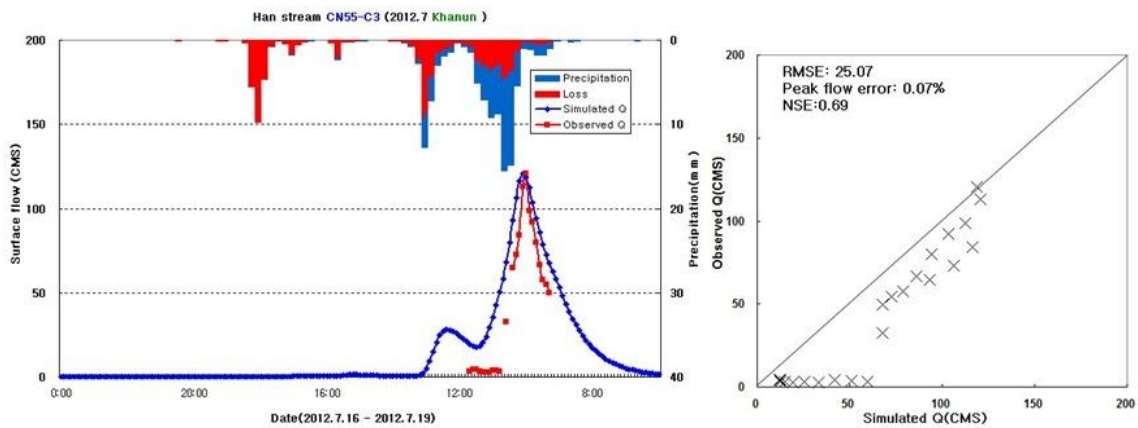 Han stream CN55-C3 (2012.7 Khanun )
200
150
100
50
0
Surface flow (CMS)
0
10
20
30
40
Precipitation(mm)
Precipitation
Loss
Simulated Q
Observed Q
0:00
20:00
16:00
12:00
8:00
Date(2012.7.16 - 2012.7.19)
RMSE: 25.07
Peak flow error: 0.07%
NSE:0.69
200
150
100
50
0
Observed Q(CMS)
0
50
100
150
200
Simulated Q(CMS)